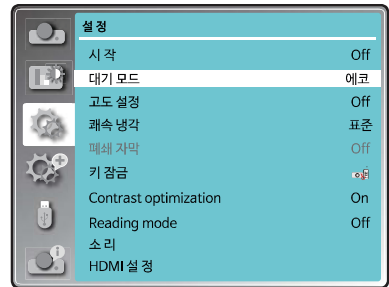 설 정
시 작 Off
대기 모드 에코
고도 설정 Off
쾌속 냉각 표준
폐쇄 자막 Off
키 잠금
Contrast optimization On
Reading mode Off
소 리
HDMI 설 정